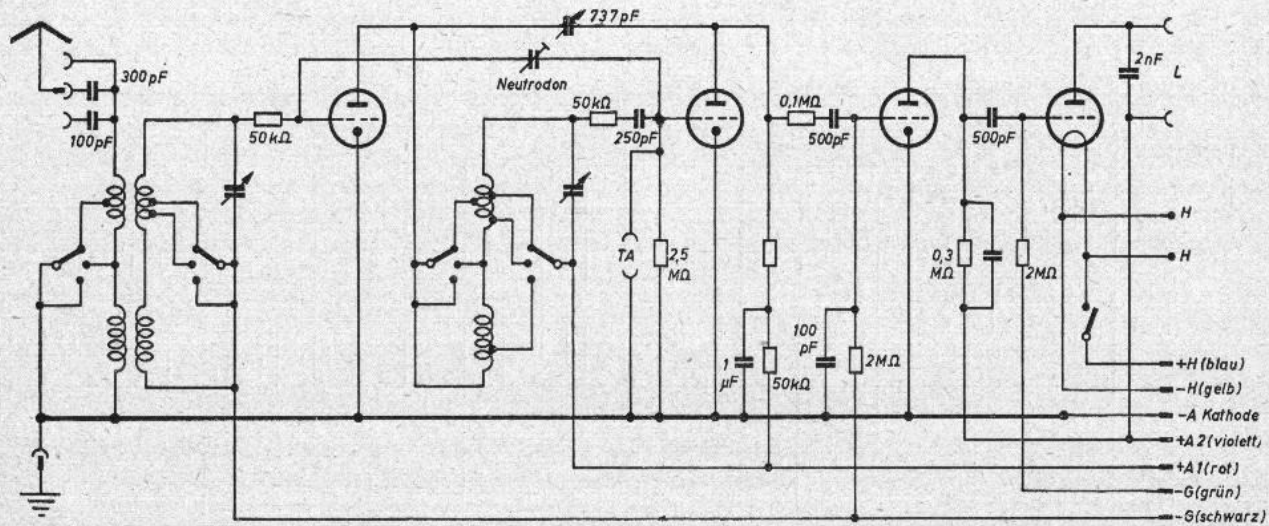 737pF
300pF
2nF
L
Neutrodon
50kΩ
0,1MΩ
100pF
50kΩ
250pF
500pF
500pF
H
TA
2,5
MΩ
0,3
MΩ
2MΩ
H
100
pF
1
µF
50kΩ
2MΩ
+H(blau)
-H(gelb)
-A Kathode
+A2(violett)
+A1(rot)
-G(grün)
-G(schwarz)